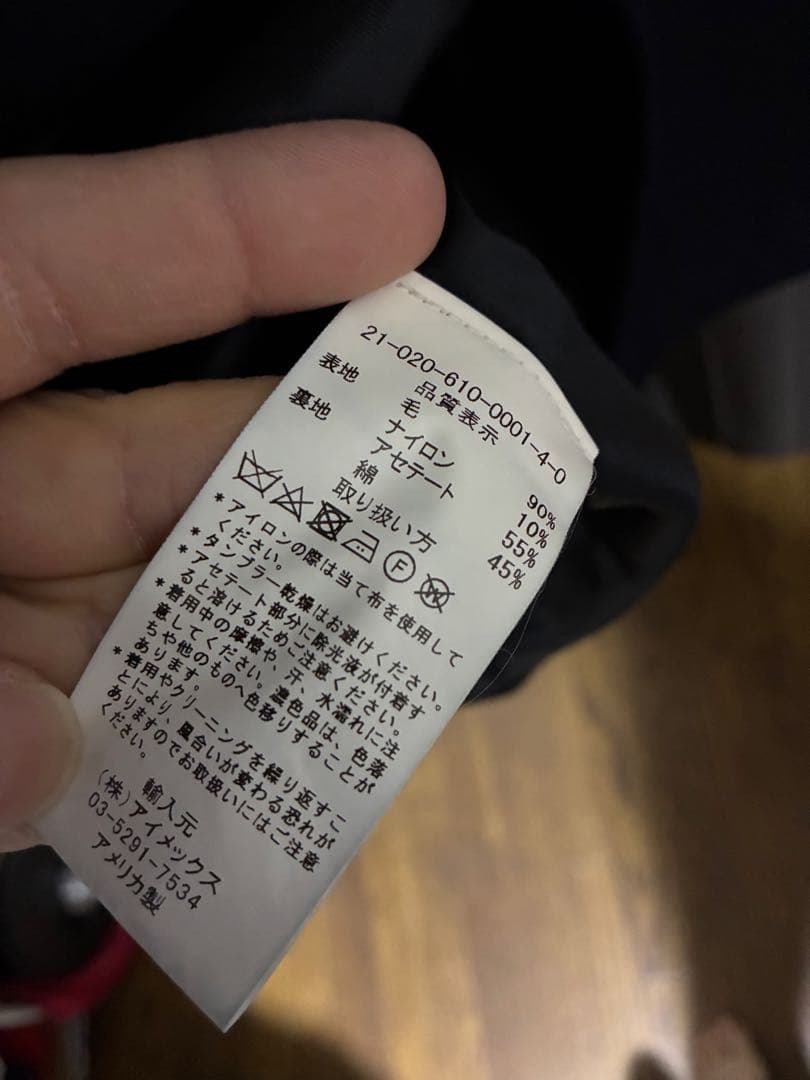 21-020-610-0001-4-0
品質表示
表地 毛 90%
ナイロン 10%
裏地 アセテート 55%
綿 45%
取り扱い方
F W
*アイロンの際は当て布を使用して
ください。
*タンブラー乾燥はお避けください。
*アセテート部分に除光液が付着す
ると溶けるためご注意ください。
*着用中の摩擦や、汗、水濡れに注
意してください。濃色品は、色落
ちや他のものへ色移りすることが
あります。
*着用やクリーニングを繰り返すこ
とにより、風合いが変わる恐れが
ありますのでお取扱いにはご注意
ください。
輸入元
(株)アイメックス
03-5291-7534
アメリカ製